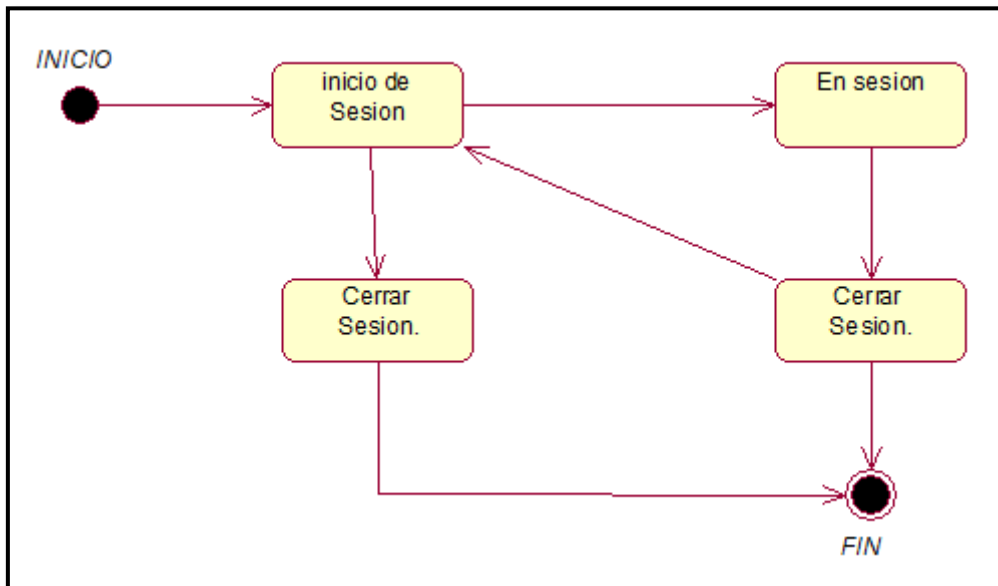 INICIO
inicio de
Sesion
En sesion
Cerrar
Sesion.
Cerrar
Sesion.
FIN